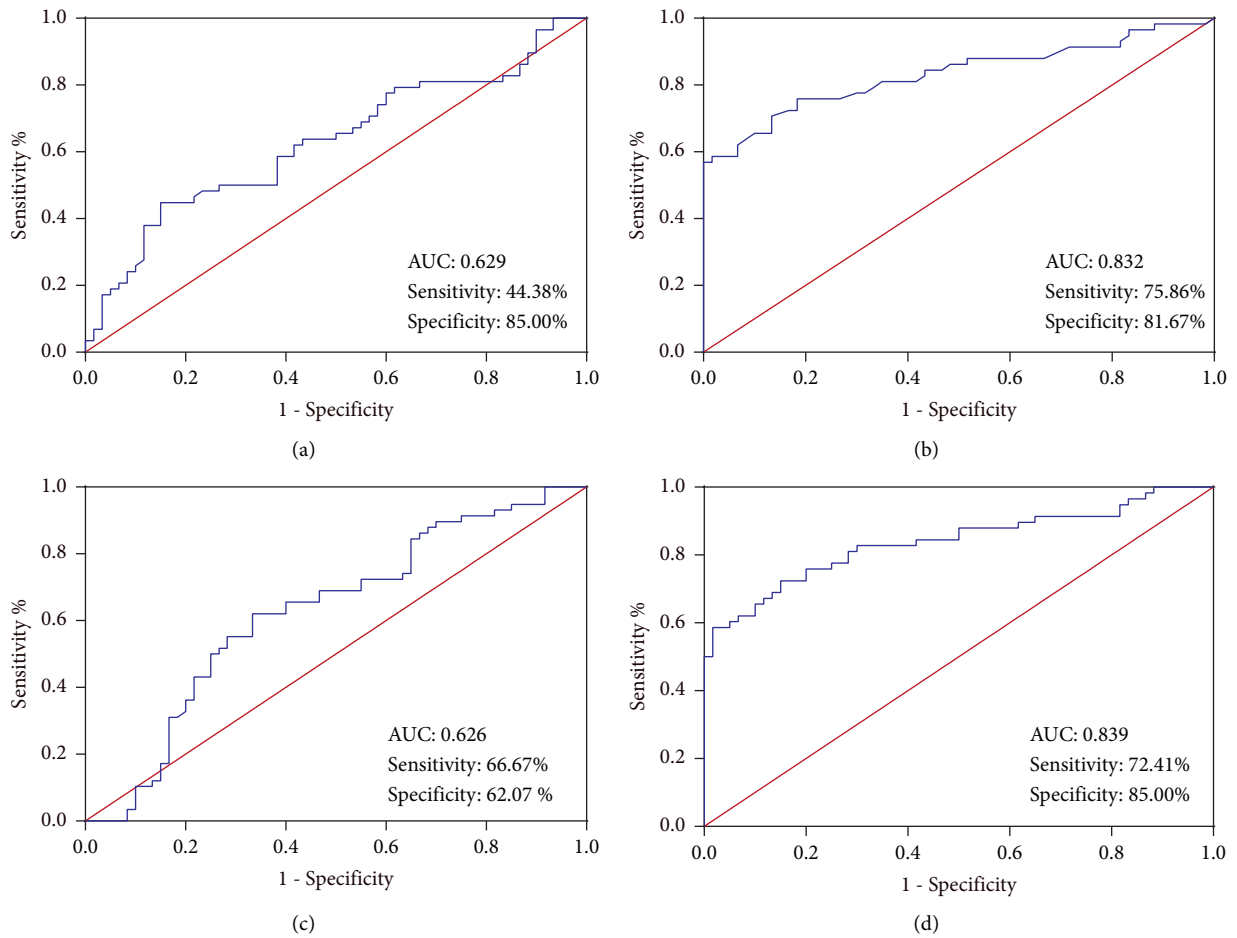 1.0
0.8
0.6
0.4
0.2
0.0
Sensitivity %
AUC: 0.629
Sensitivity: 44.38%
Specificity: 85.00%
0.0 0.2 0.4 0.6 0.8 1.0
1 - Specificity
(a)
1.0
0.8
0.6
0.4
0.2
0.0
Sensitivity %
AUC: 0.832
Sensitivity: 75.86%
Specificity: 81.67%
0.0 0.2 0.4 0.6 0.8 1.0
1 - Specificity
(b)
1.0
0.8
0.6
0.4
0.2
0.0
Sensitivity %
AUC: 0.626
Sensitivity: 66.67%
Specificity: 62.07 %
0.0 0.2 0.4 0.6 0.8 1.0
1 - Specificity
(c)
1.0
0.8
0.6
0.4
0.2
0.0
Sensitivity %
AUC: 0.839
Sensitivity: 72.41%
Specificity: 85.00%
0.0 0.2 0.4 0.6 0.8 1.0
1 - Specificity
(d)